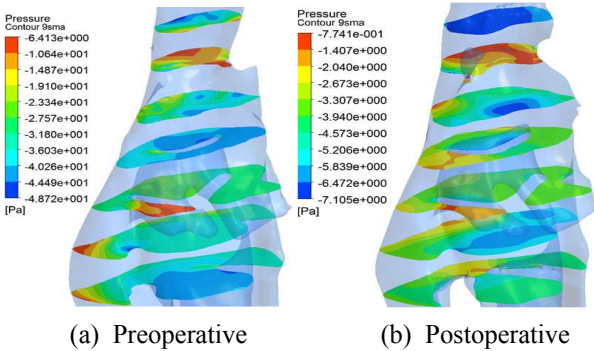 Pressure
Contour 9sma
-6.413e+000
-1.064e+001
-1.487e+001
-1.910e+001
-2.334e+001
-2.757e+001
-3.180e+001
-3.603e+001
-4.026e+001
-4.449e+001
-4.872e+001
[Pa]
(a) Preoperative
Pressure
Contour 9sma
-7.741e-001
-1.407e+000
-2.040e+000
-2.673e+000
-3.307e+000
-3.940e+000
-4.573e+000
-5.206e+000
-5.839e+000
-6.472e+000
-7.105e+000
[Pa]
(b) Postoperative